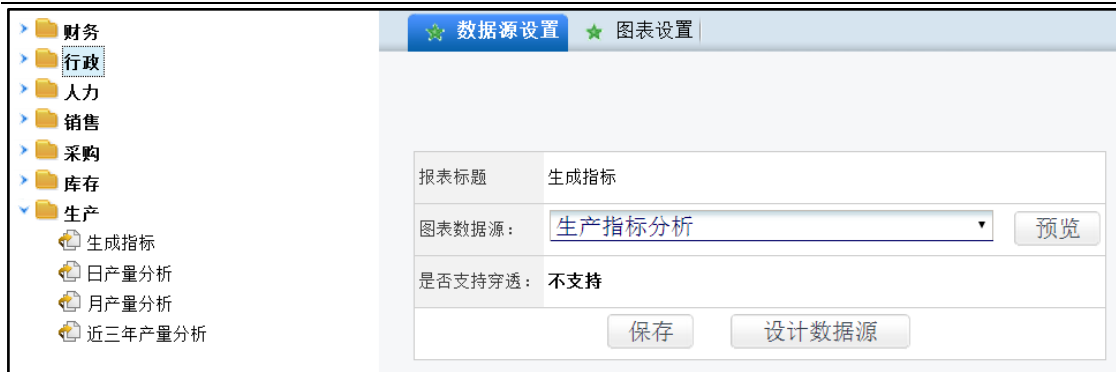 财务
行政
人力
销售
采购
库存
生产
生成指标
日产量分析
月产量分析
近三年产量分析
数据源设置 图表设置
报表标题 生成指标
图表数据源： 生产指标分析 预览
是否支持穿透： 不支持
保存 设计数据源